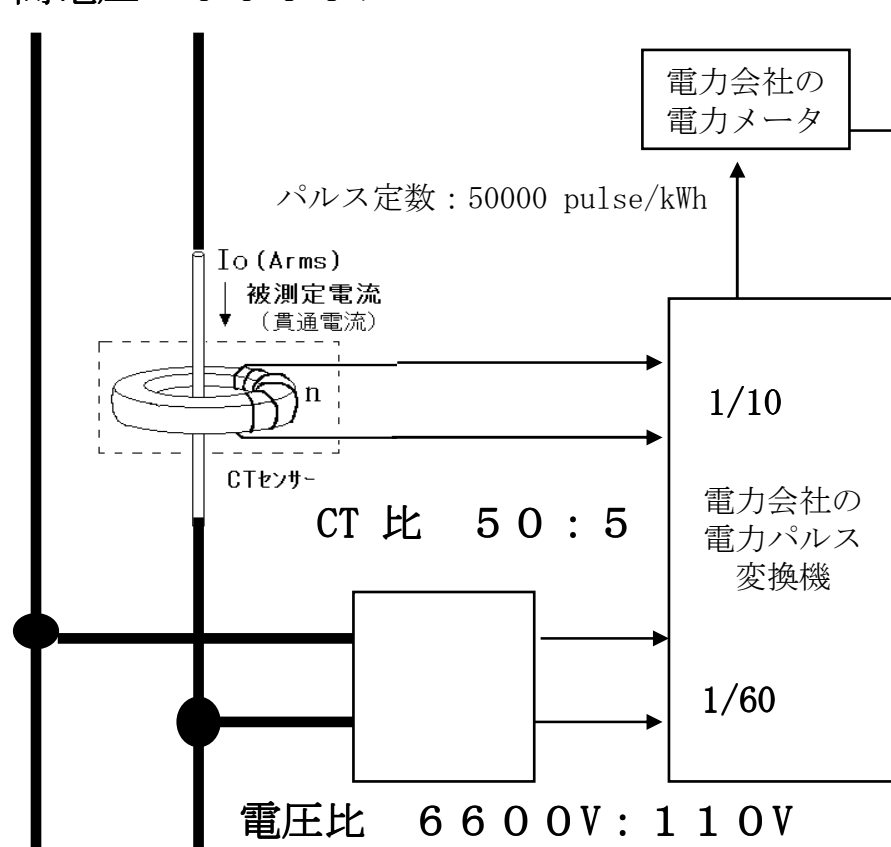 電力会社の
電力メータ
パルス定数：50000 pulse/kWh
Io(Arms)
被測定電流
（貫通電流）
n
1/10
CTセンサー
CT 比　５０：５
電力会社の
電力パルス
変換機
1/60
電圧比　６６００V：１１０V